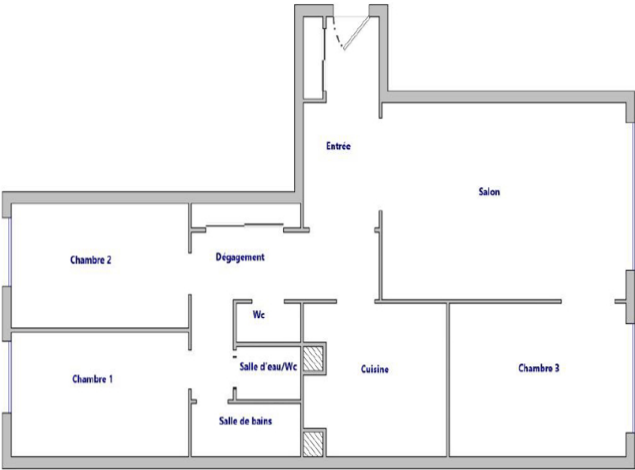 Entrée
Salon
Chambre 2
Dégagement
Wc
Salle d'eau/Wc
Cuisine
Chambre 3
Chambre 1
Salle de bains